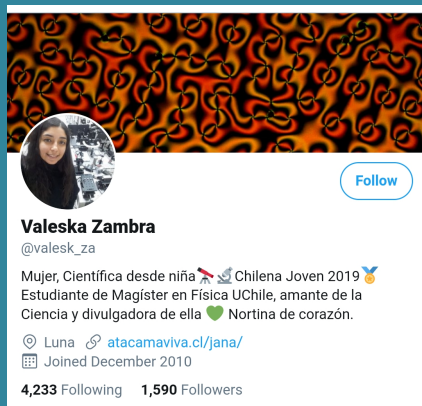 Follow
Valeska Zambra
@valesk_za
Mujer, Científica desde niña🔭🔬Chilena Joven 2019🏅
Estudiante de Magíster en Física UChile, amante de la
Ciencia y divulgadora de ella 💚 Nortina de corazón.
Luna atacamaviva.cl/jana/
Joined December 2010
4,233 Following 1,590 Followers